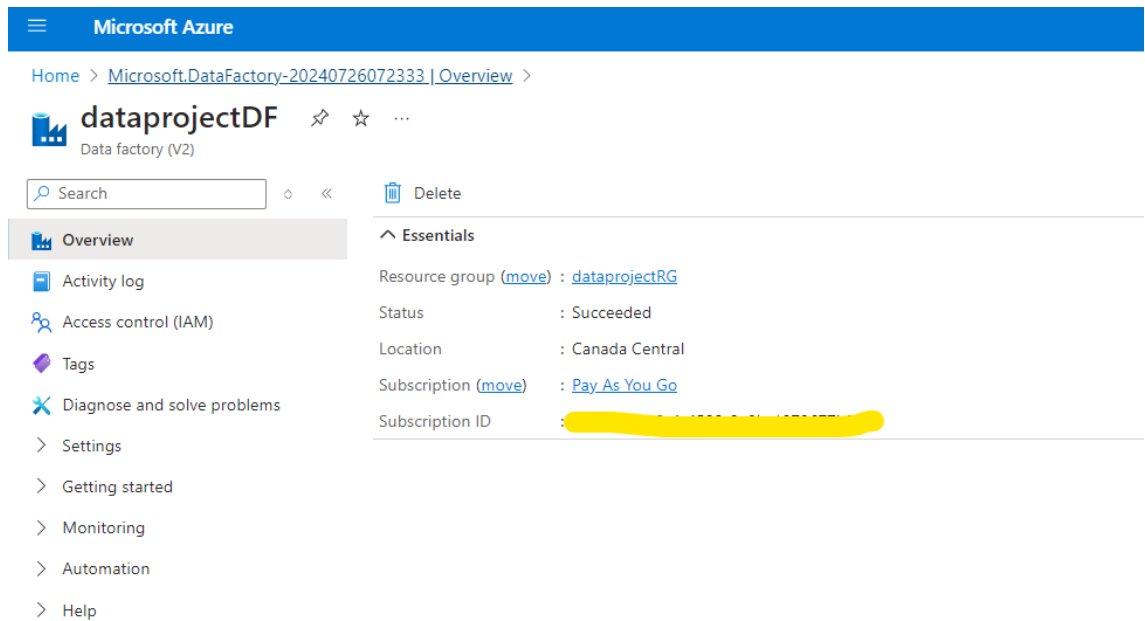 Microsoft Azure
Home > Microsoft.DataFactory-20240726072333 | Overview >
dataprojectDF
Data factory (V2)
Search
Delete
Overview
Essentials
Activity log
Resource group (move) : dataprojectRG
Access control (IAM)
Status : Succeeded
Tags
Location : Canada Central
Diagnose and solve problems
Subscription (move) : Pay As You Go
Settings
Subscription ID :
Getting started
Monitoring
Automation
Help